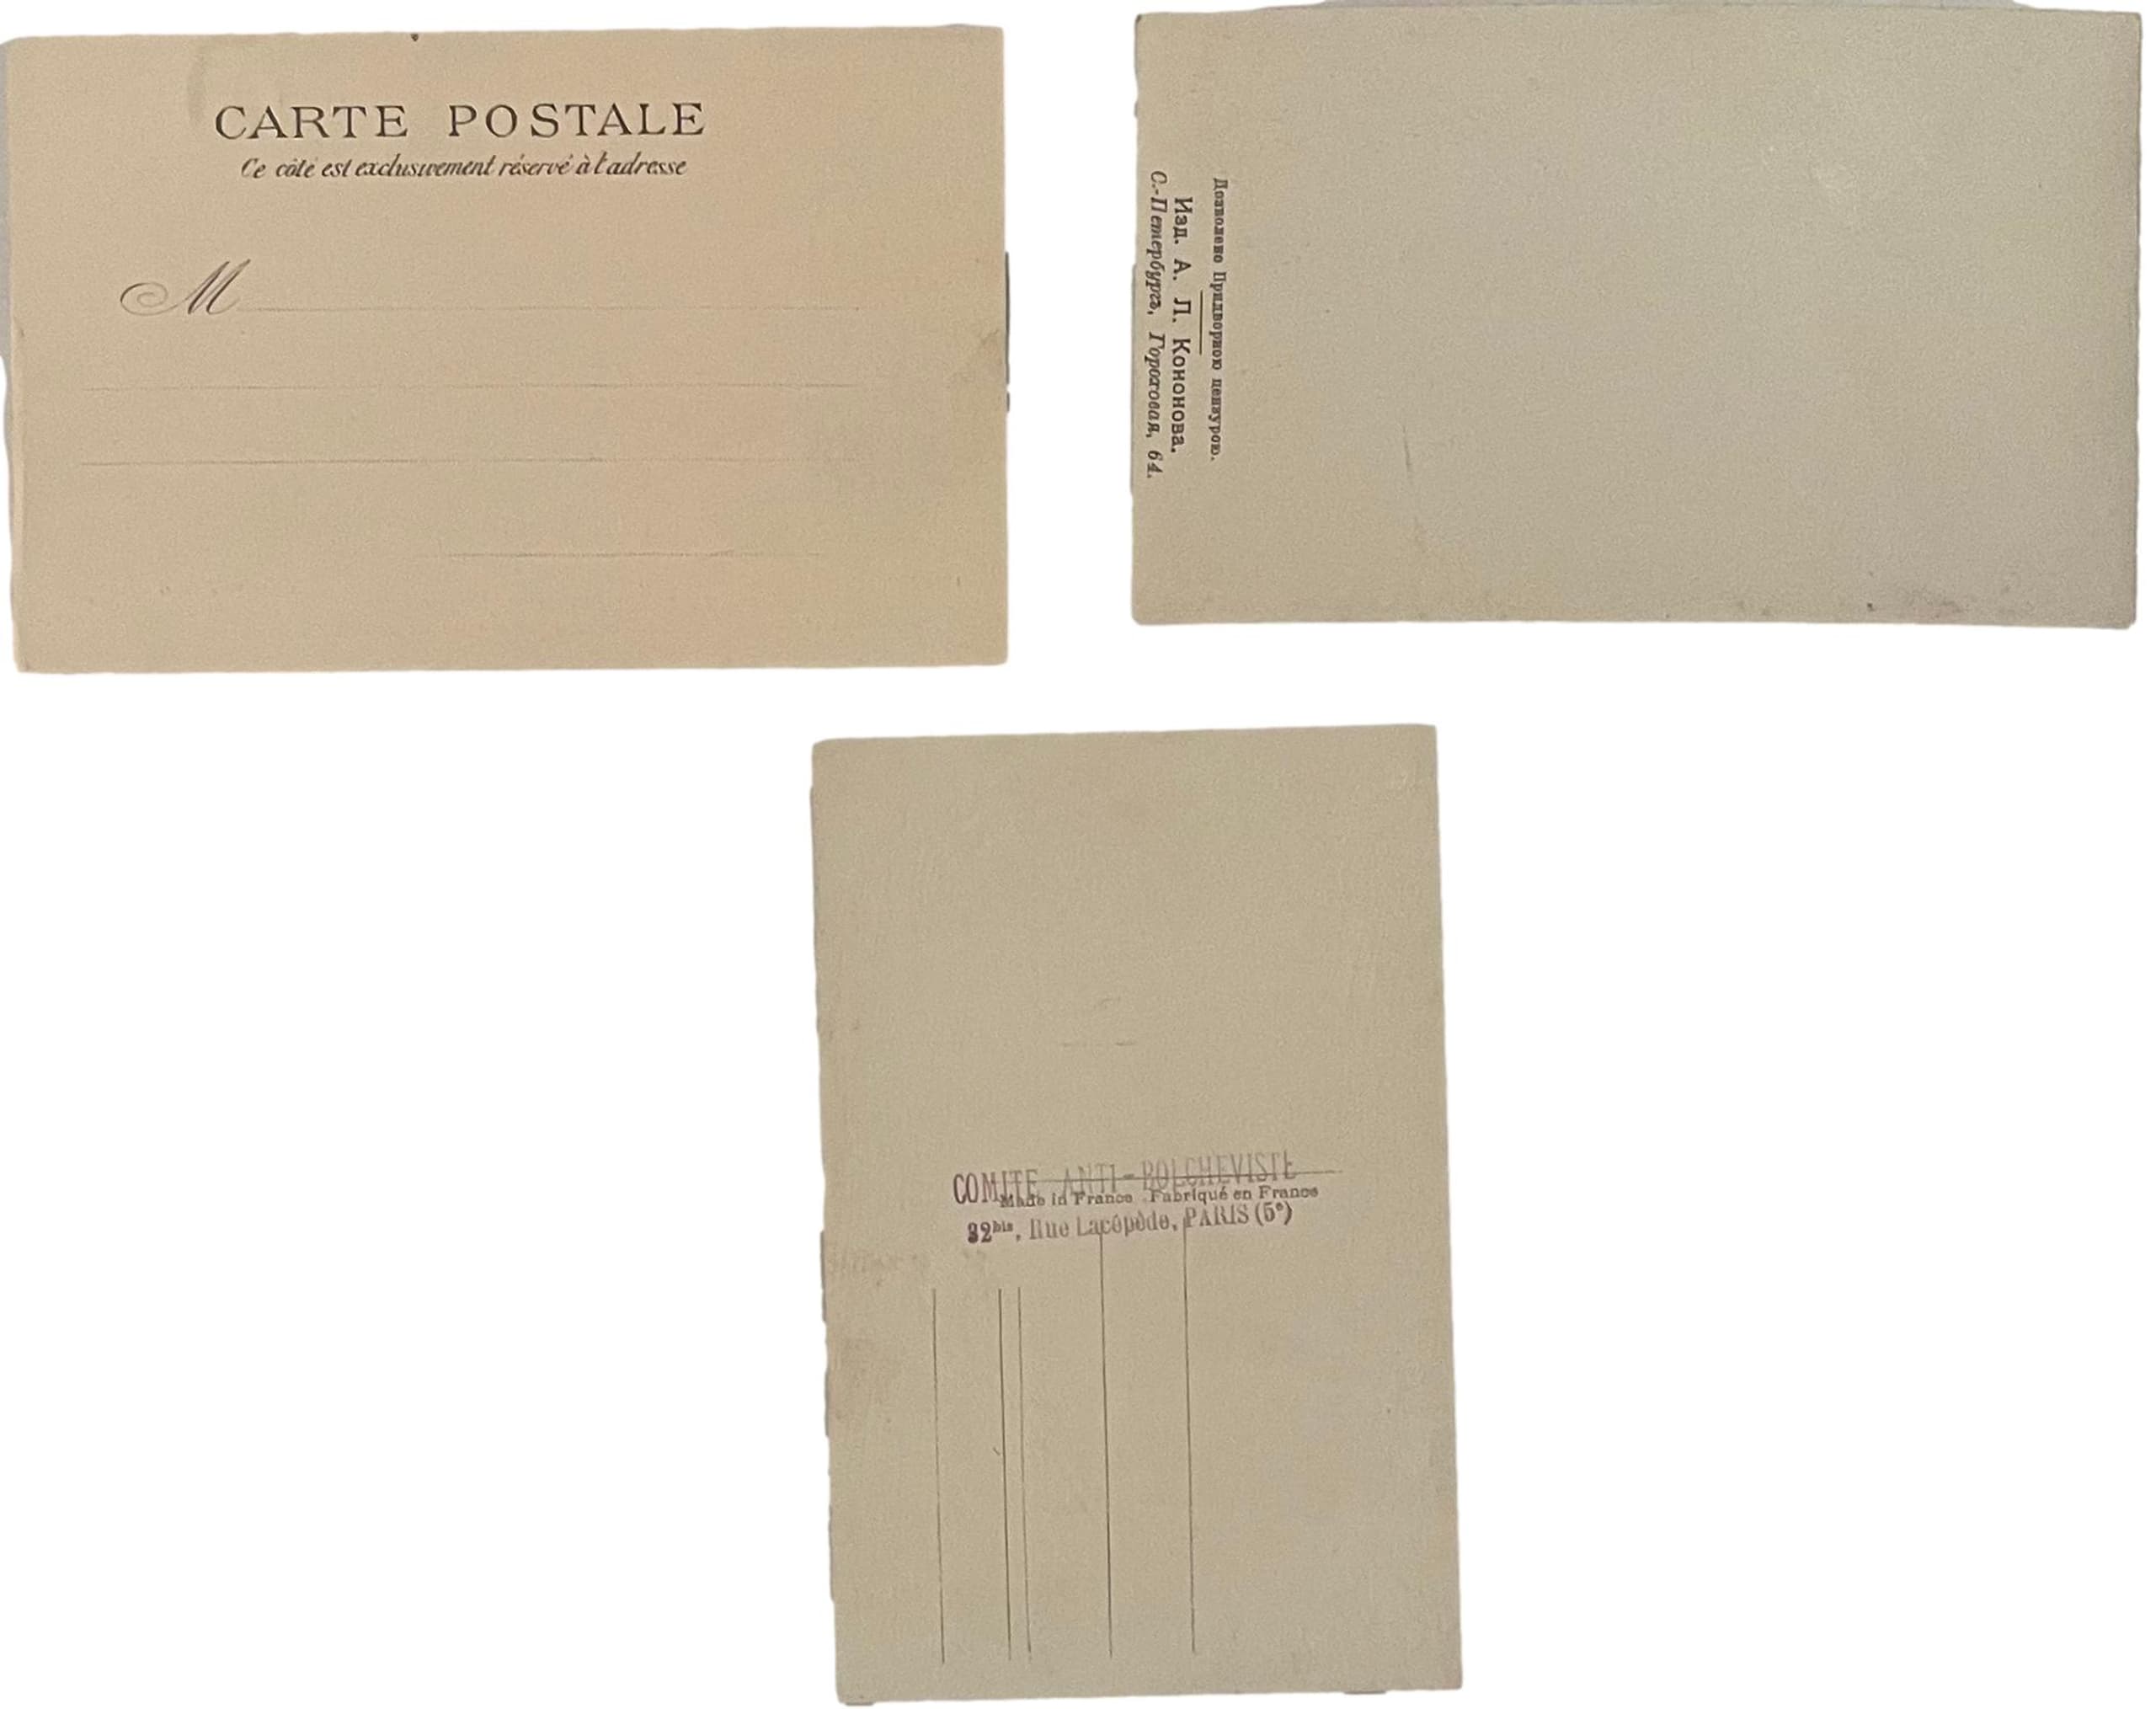 CARTE POSTALE
Ce côté est exclusivement réservé à l'adresse
M
Дозволено Придворною цензурою.
Изд. А. Л. Кононова.
С.-Петербургъ, Гороховая, 64.
COMITE ANTI-BOLCHEVISTE
Made in France Fabriqué en France
32bis, Rue Lacépède, PARIS (5e)